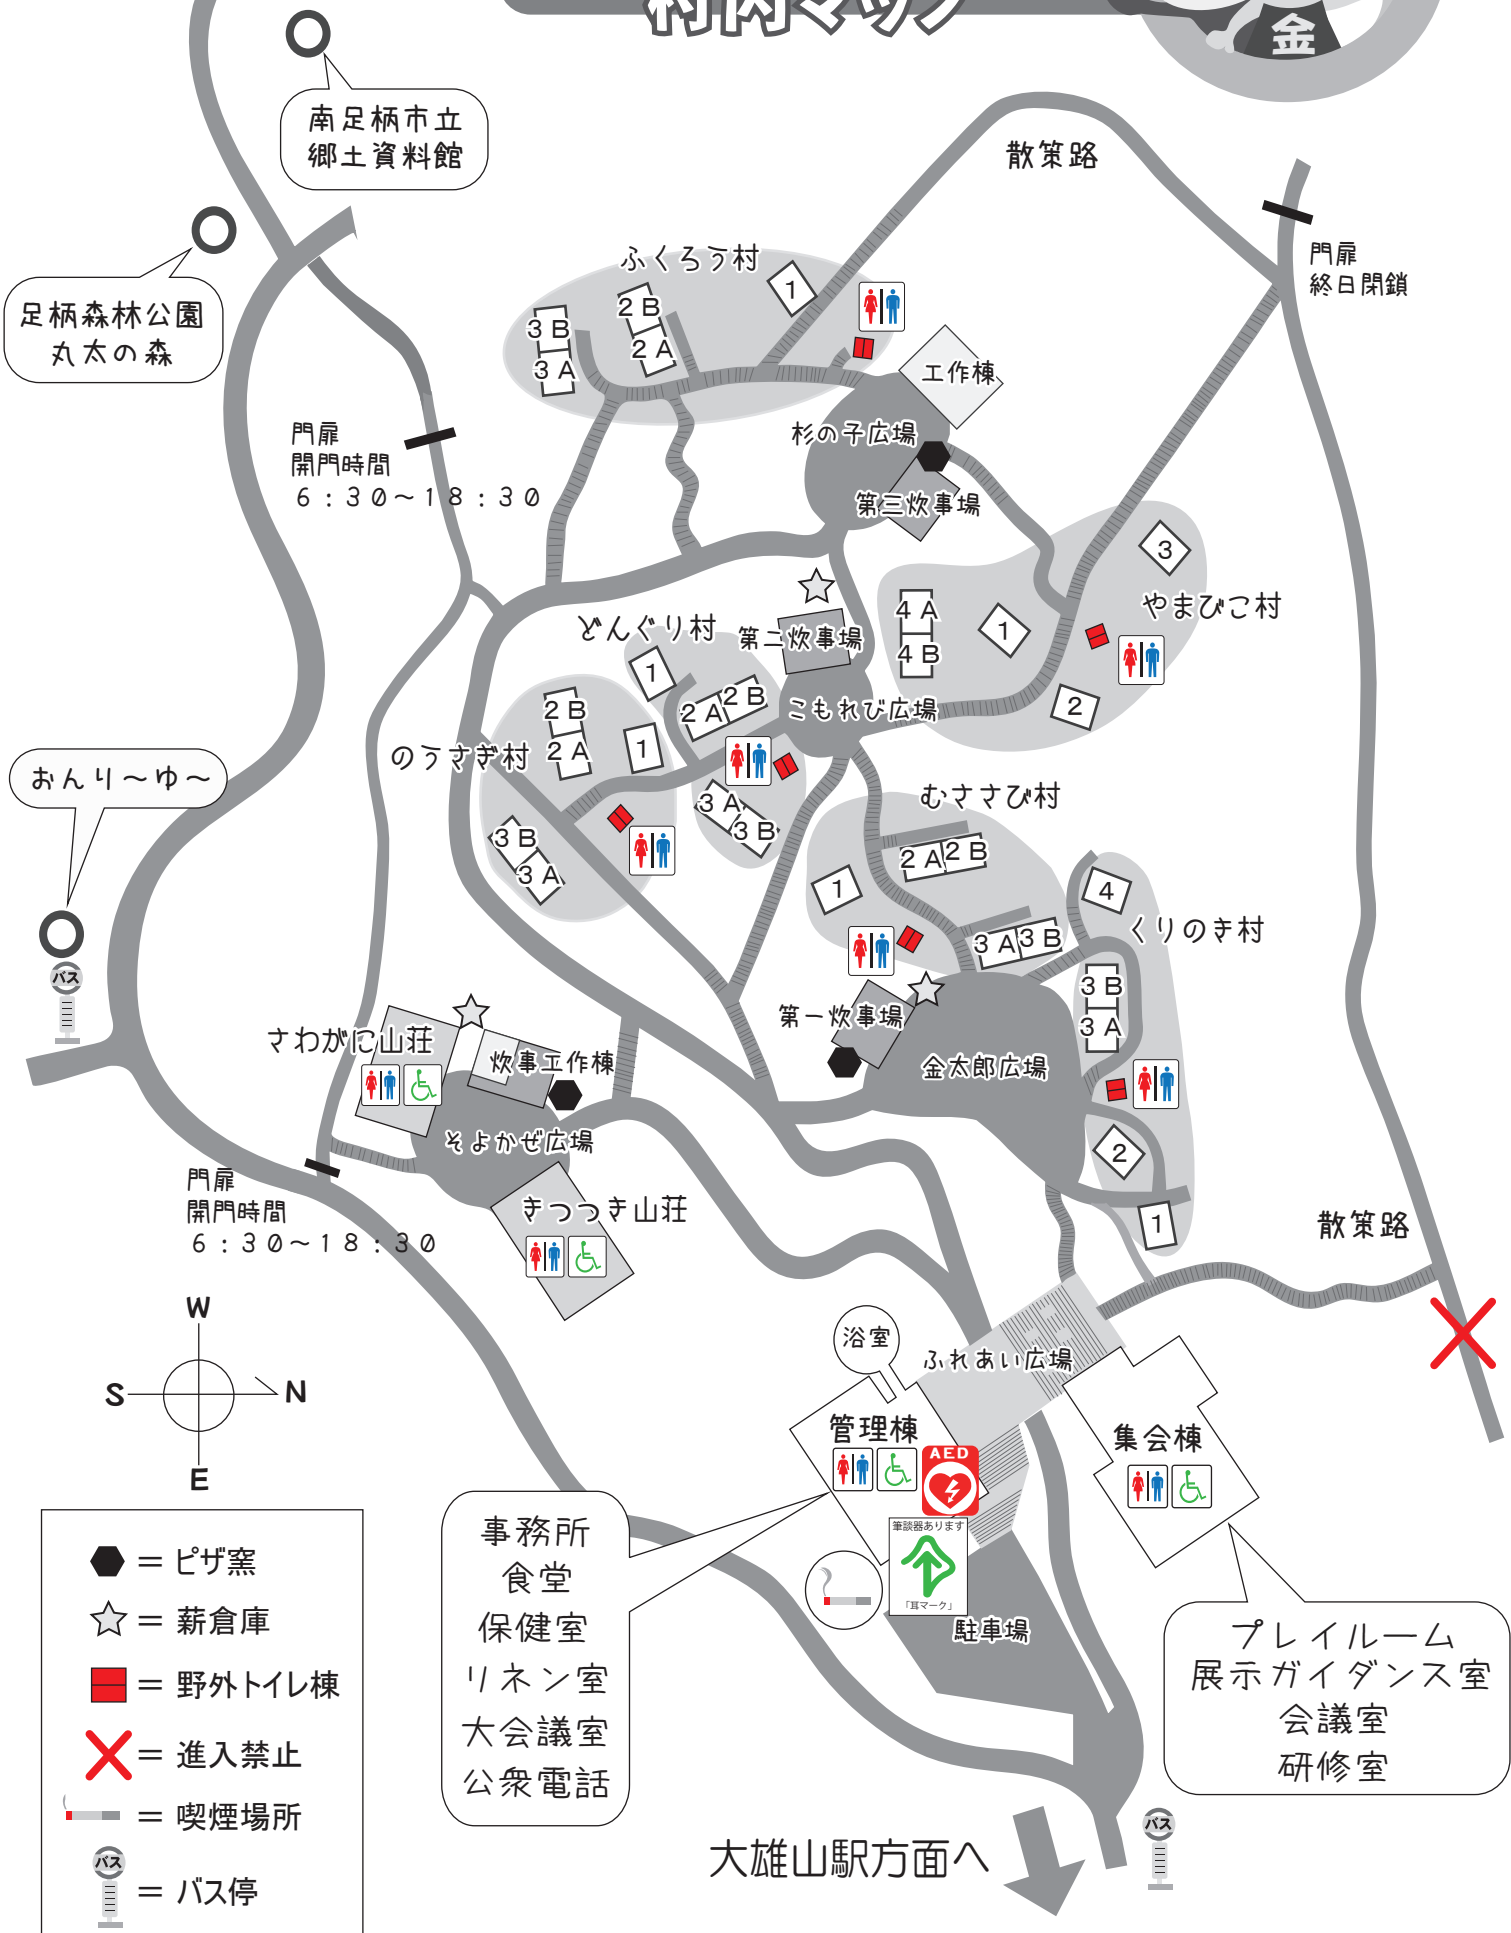 村内マップ
金
南足柄市立
郷土資料館
散策路
門扉
終日閉鎖
足柄森林公園
丸太の森
ふくろう村
1
2 B
2 A
3 B
3 A
工作棟
杉の子広場
第三炊事場
門扉
開門時間
6：30～18：30
やまびこ村
3
4 A
4 B
1
2
どんぐり村
1
2 A
2 B
3 A
3 B
第二炊事場
こもれび広場
のうさぎ村
2 B
2 A
1
3 B
3 A
おんり～ゆ～
バス
むささび村
1
2 A
2 B
3 A
3 B
くりのき村
4
3 B
3 A
2
1
第一炊事場
金太郎広場
さわがに山荘
炊事工作棟
そよかぜ広場
きつつき山荘
門扉
開門時間
6：30～18：30
散策路
W
S
N
E
浴室
ふれあい広場
管理棟
AED
筆談器あります
「耳マーク」
集会棟
駐車場
事務所
食堂
保健室
リネン室
大会議室
公衆電話
プレイルーム
展示ガイダンス室
会議室
研修室
大雄山駅方面へ
バス
＝ ピザ窯
＝ 薪倉庫
＝ 野外トイレ棟
＝ 進入禁止
＝ 喫煙場所
バス
＝ バス停